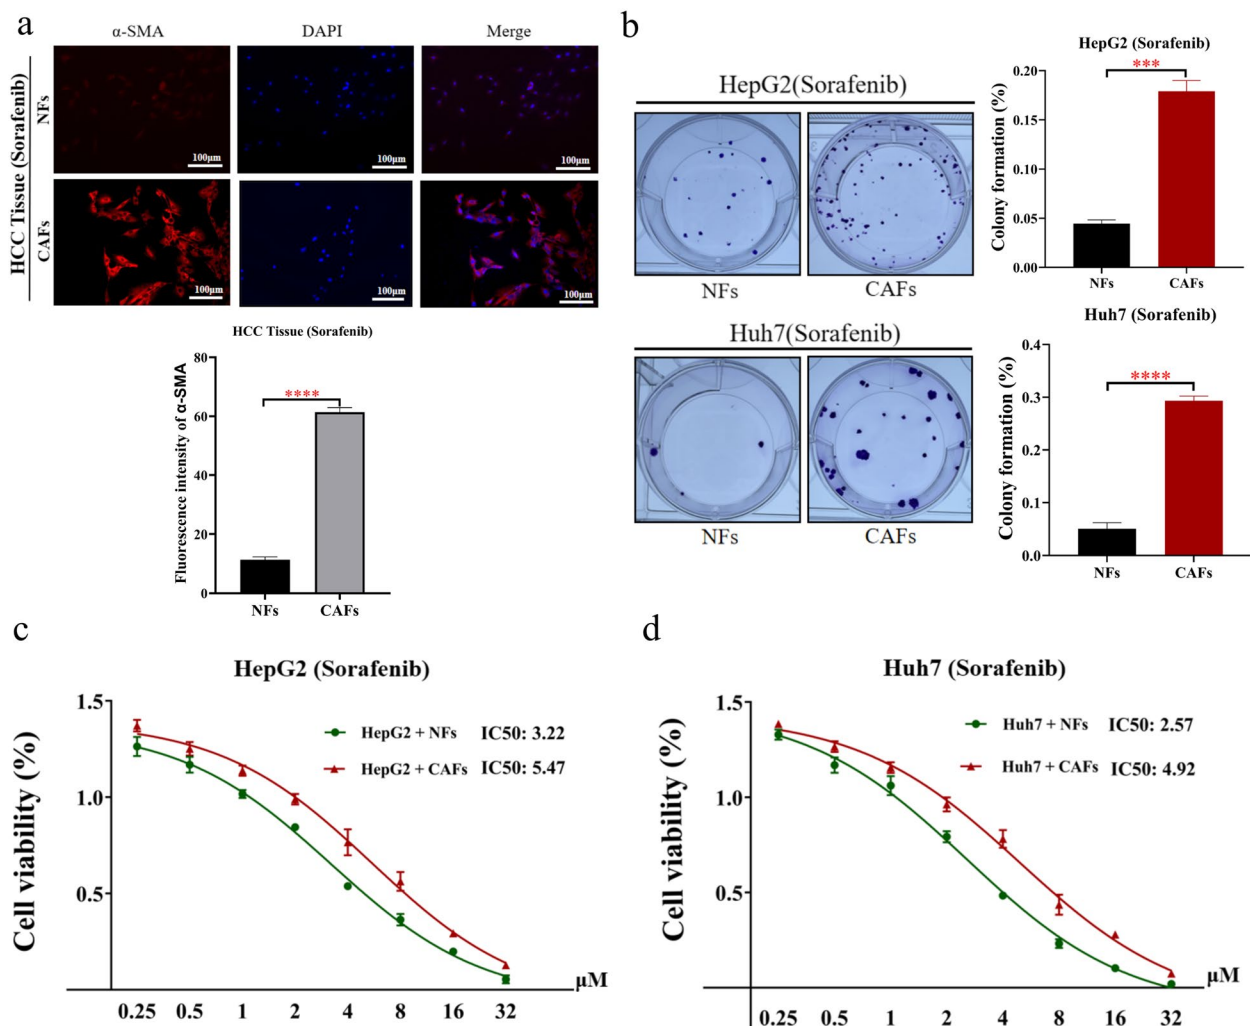 a
α-SMA
DAPI
Merge
HCC Tissue (Sorafenib)
NFs
CAFs
100μm
100μm
100μm
100μm
100μm
100μm
HCC Tissue (Sorafenib)
Fluorescence intensity of α-SMA
80
60
40
20
0
****
NFs
CAFs
b
HepG2(Sorafenib)
NFs
CAFs
HepG2 (Sorafenib)
Colony formation (%)
0.20
0.15
0.10
0.05
0.00
***
NFs
CAFs
Huh7(Sorafenib)
NFs
CAFs
Huh7 (Sorafenib)
Colony formation (%)
0.4
0.3
0.2
0.1
0.0
****
NFs
CAFs
c
HepG2 (Sorafenib)
Cell viability (%)
1.5
1.0
0.5
HepG2 + NFs IC50: 3.22
HepG2 + CAFs IC50: 5.47
μM
0.25 0.5 1 2 4 8 16 32
d
Huh7 (Sorafenib)
Cell viability (%)
1.5
1.0
0.5
Huh7 + NFs IC50: 2.57
Huh7 + CAFs IC50: 4.92
μM
0.25 0.5 1 2 4 8 16 32